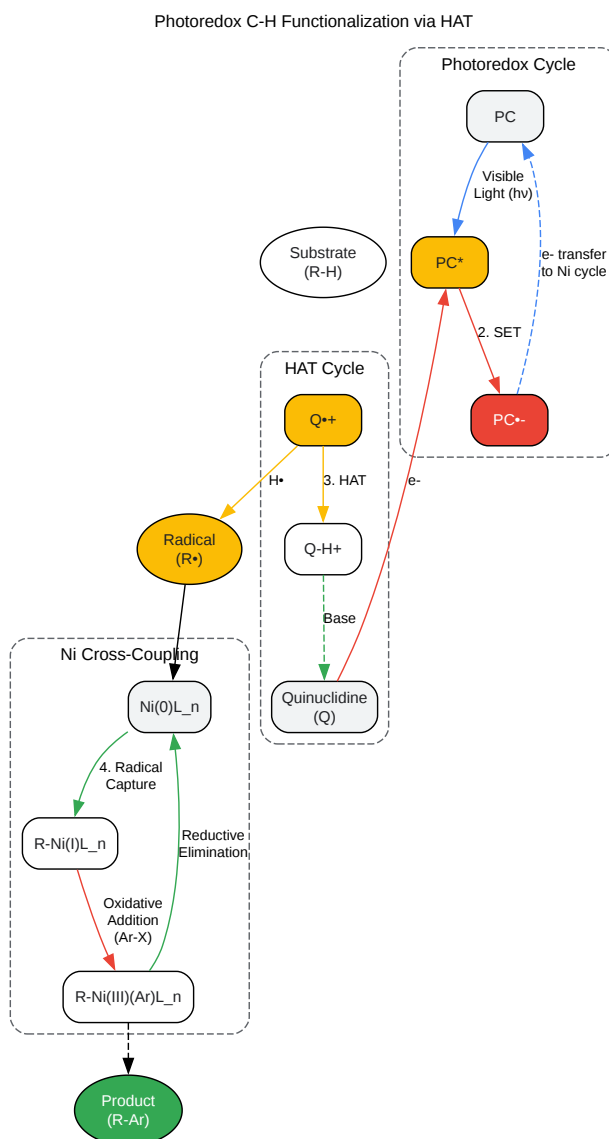 Photoredox C-H Functionalization via HAT
Photoredox Cycle
PC
Visible
Light (hν)
Substrate
(R-H)
PC*
e- transfer
to Ni cycle
2. SET
HAT Cycle
Q•+
PC•-
H•
3. HAT
e-
Radical
(R•)
Q-H+
Base
Ni Cross-Coupling
Ni(0)L_n
Quinuclidine
(Q)
4. Radical
Capture
R-Ni(I)L_n
Reductive
Elimination
Oxidative
Addition
(Ar-X)
R-Ni(III)(Ar)L_n
Product
(R-Ar)